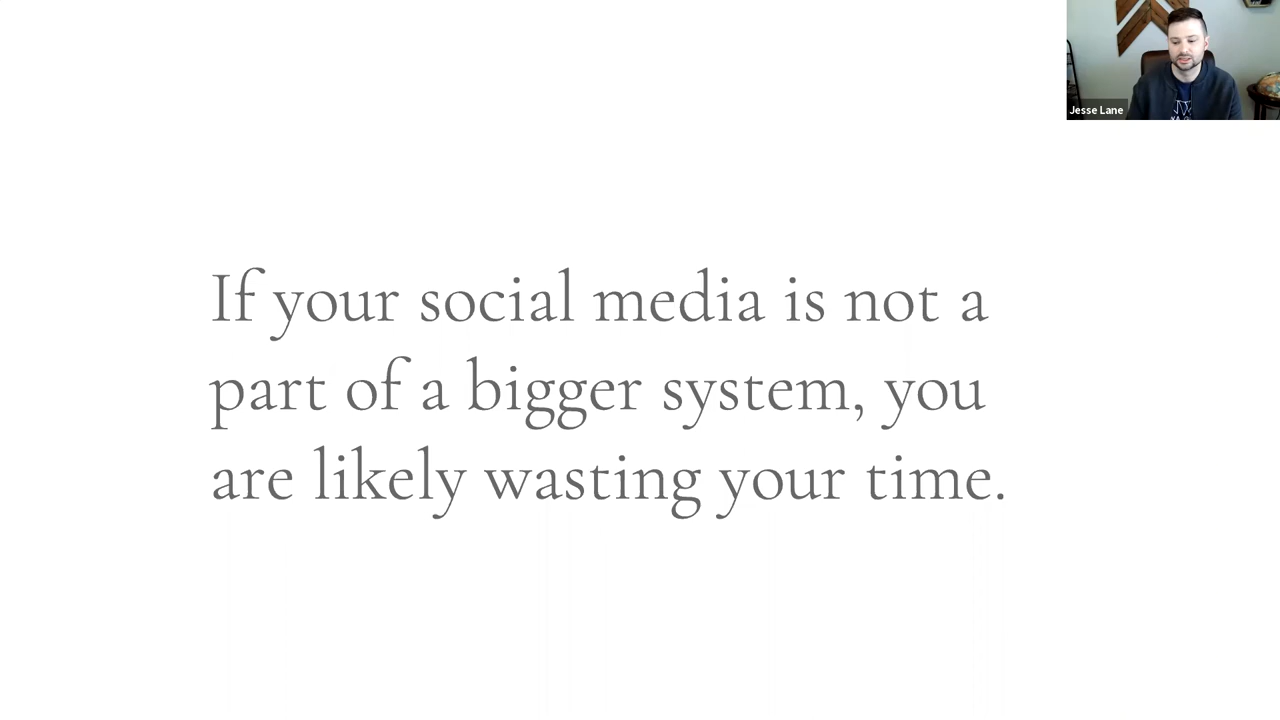 Jesse Lane
If your social media is not a
part of a bigger system, you
are likely wasting your time.